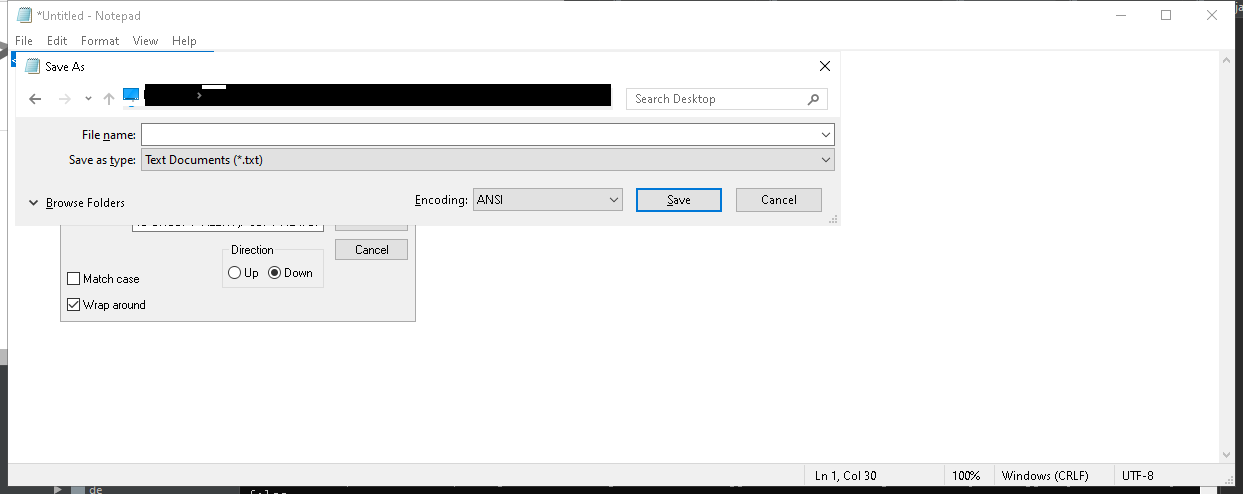 *Untitled - Notepad
File Edit Format View Help
Save As
Search Desktop
File name:
Save as type: Text Documents (*.txt)
Browse Folders
Encoding: ANSI Save Cancel
Direction
Cancel
Up Down
Match case
Wrap around
Ln 1, Col 30 100% Windows (CRLF) UTF-8
de